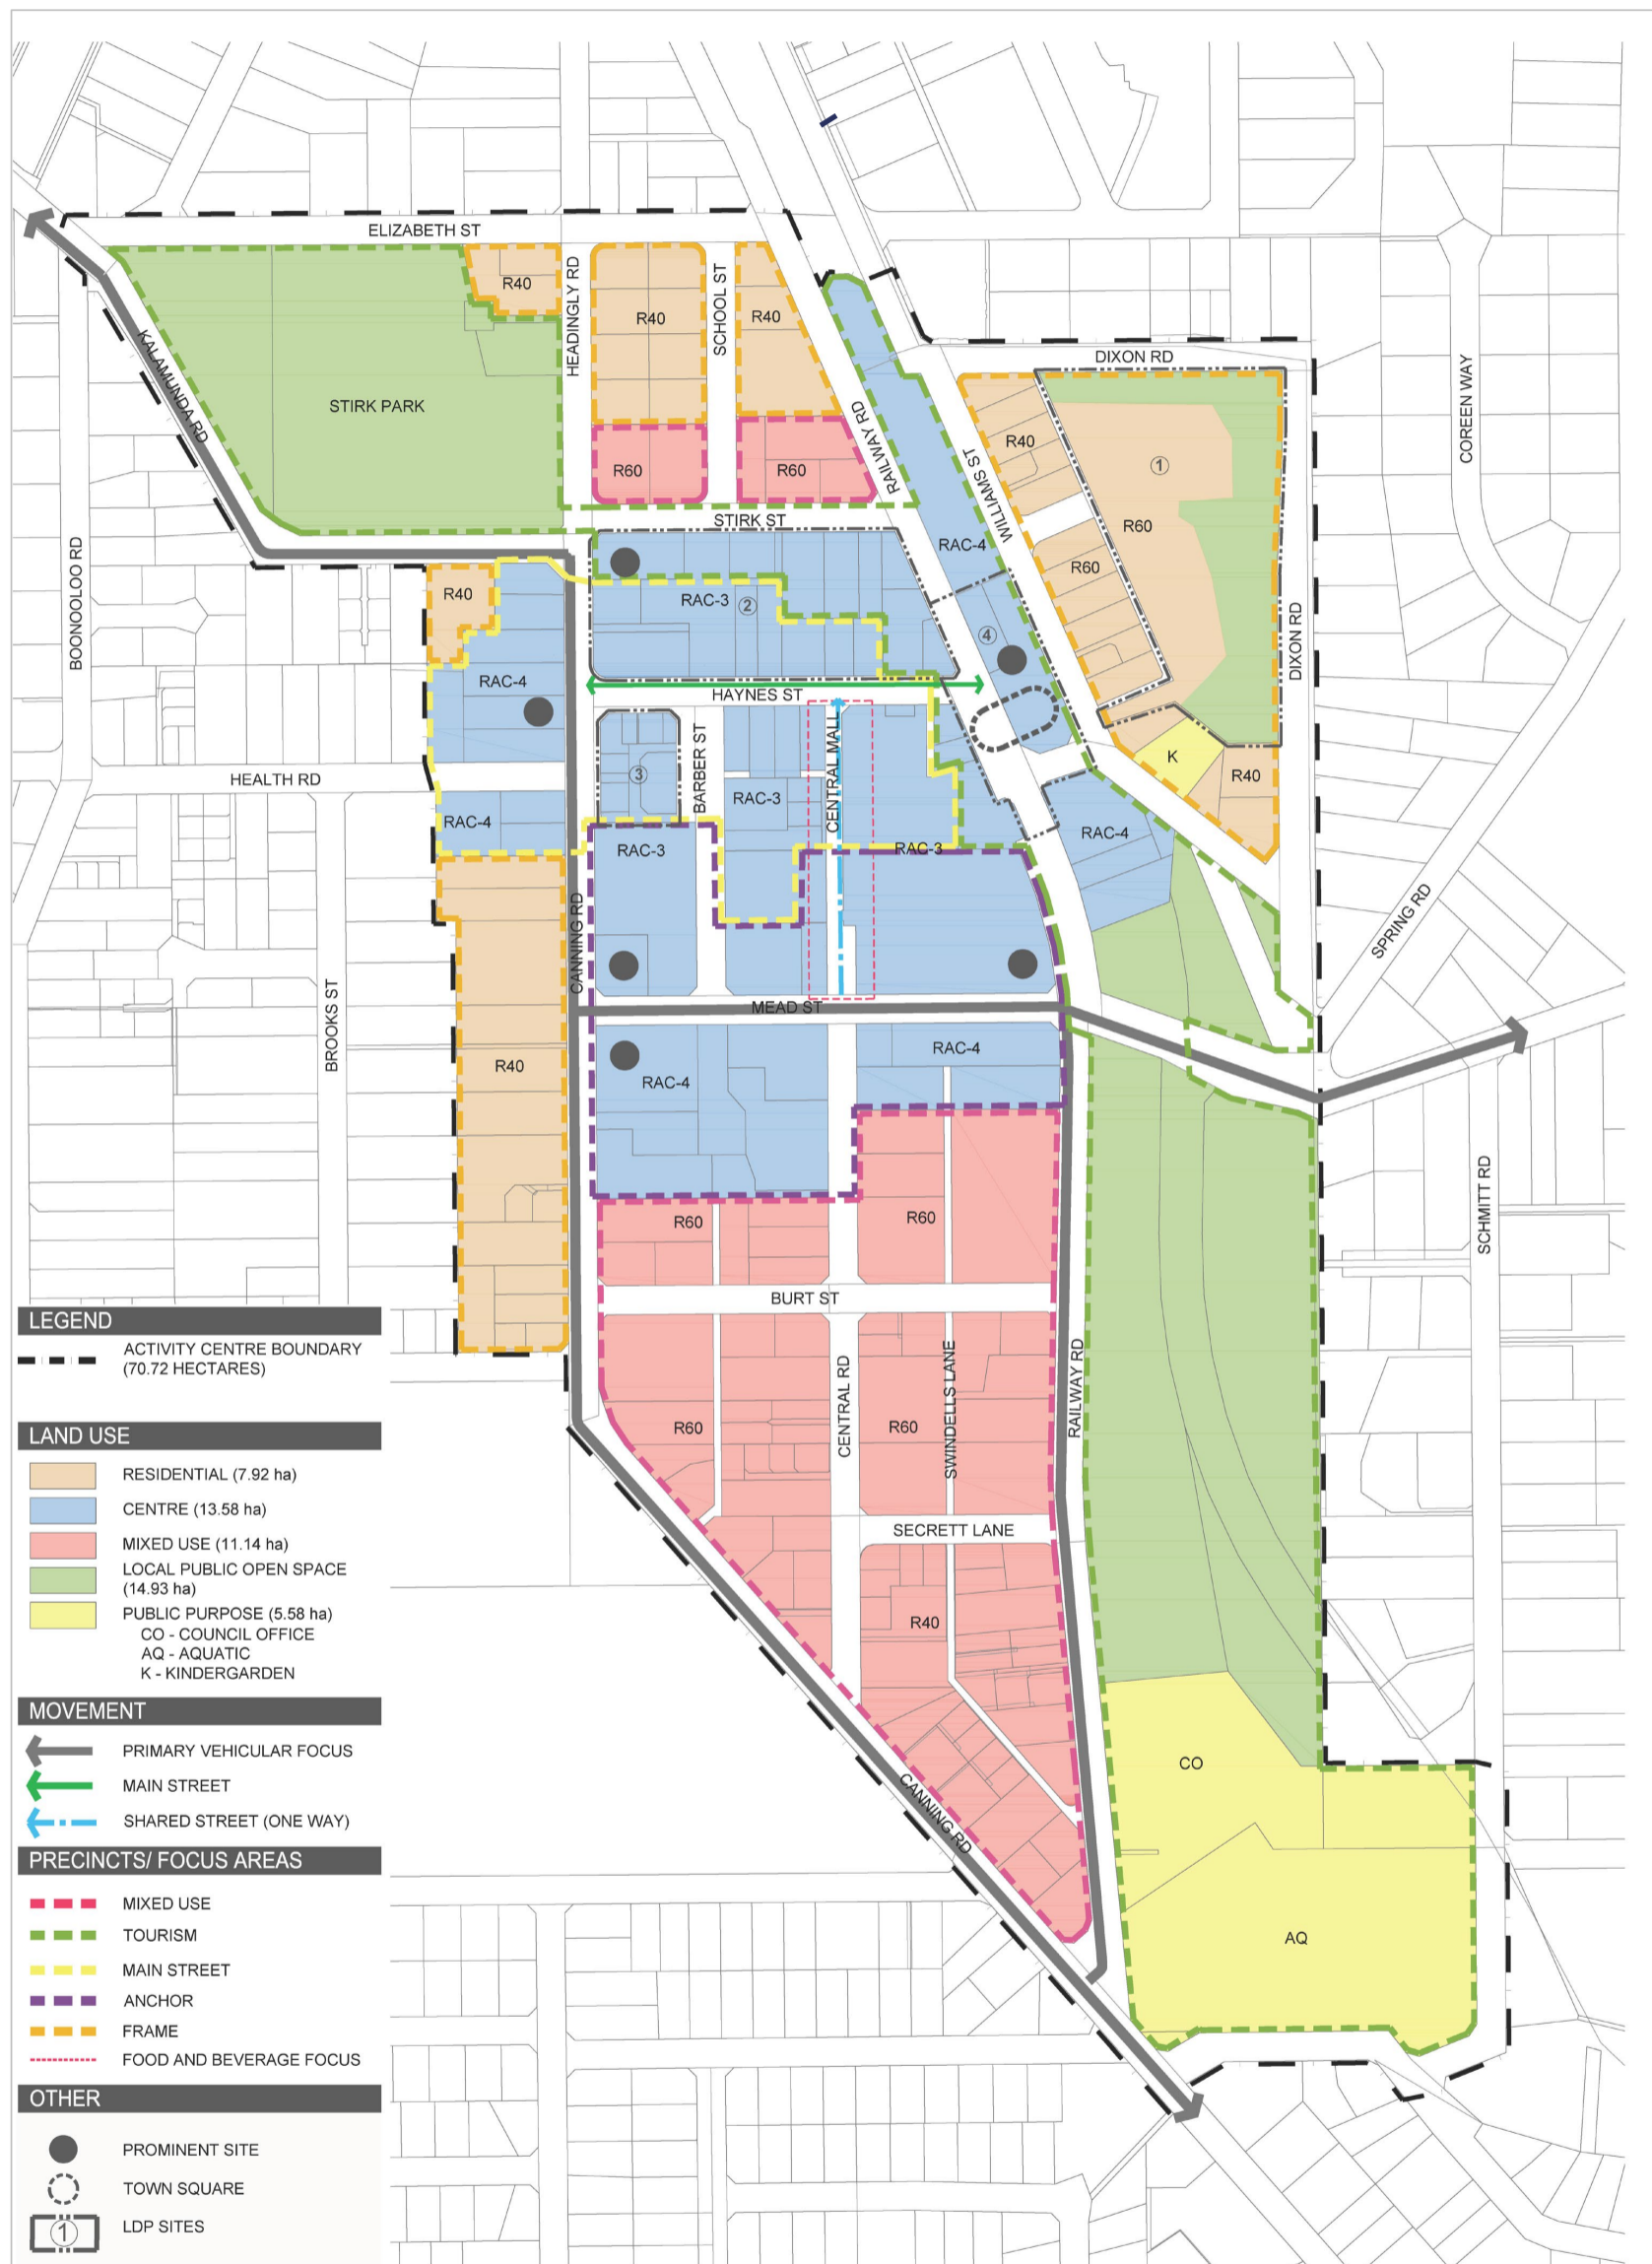 ELIZABETH ST
HEADINGLY RD
SCHOOL ST
R40
R40
R40
KALAMUNDA RD
STIRK PARK
RAILWAY RD
DIXON RD
COREEN WAY
R60
R60
WILLIAMS ST
R40
1
R60
STIRK ST
RAC-4
R60
BOONOOLOO RD
R40
RAC-3
2
4
DIXON RD
RAC-4
HAYNES ST
HEALTH RD
BARBER ST
CENTRAL MALL
3
RAC-3
K
R40
RAC-4
RAC-3
RAC-3
RAC-4
CANNING RD
SPRING RD
MEAD ST
BROOKS ST
R40
RAC-4
RAC-4
SCHMITT RD
R60
R60
BURT ST
CENTRAL RD
SWINDELLS LANE
RAILWAY RD
R60
R60
SECRETT LANE
R40
CANNING RD
CO
AQ
LEGEND
ACTIVITY CENTRE BOUNDARY
(70.72 HECTARES)
LAND USE
RESIDENTIAL (7.92 ha)
CENTRE (13.58 ha)
MIXED USE (11.14 ha)
LOCAL PUBLIC OPEN SPACE
(14.93 ha)
PUBLIC PURPOSE (5.58 ha)
CO - COUNCIL OFFICE
AQ - AQUATIC
K - KINDERGARDEN
MOVEMENT
PRIMARY VEHICULAR FOCUS
MAIN STREET
SHARED STREET (ONE WAY)
PRECINCTS/ FOCUS AREAS
MIXED USE
TOURISM
MAIN STREET
ANCHOR
FRAME
FOOD AND BEVERAGE FOCUS
OTHER
PROMINENT SITE
TOWN SQUARE
1
LDP SITES